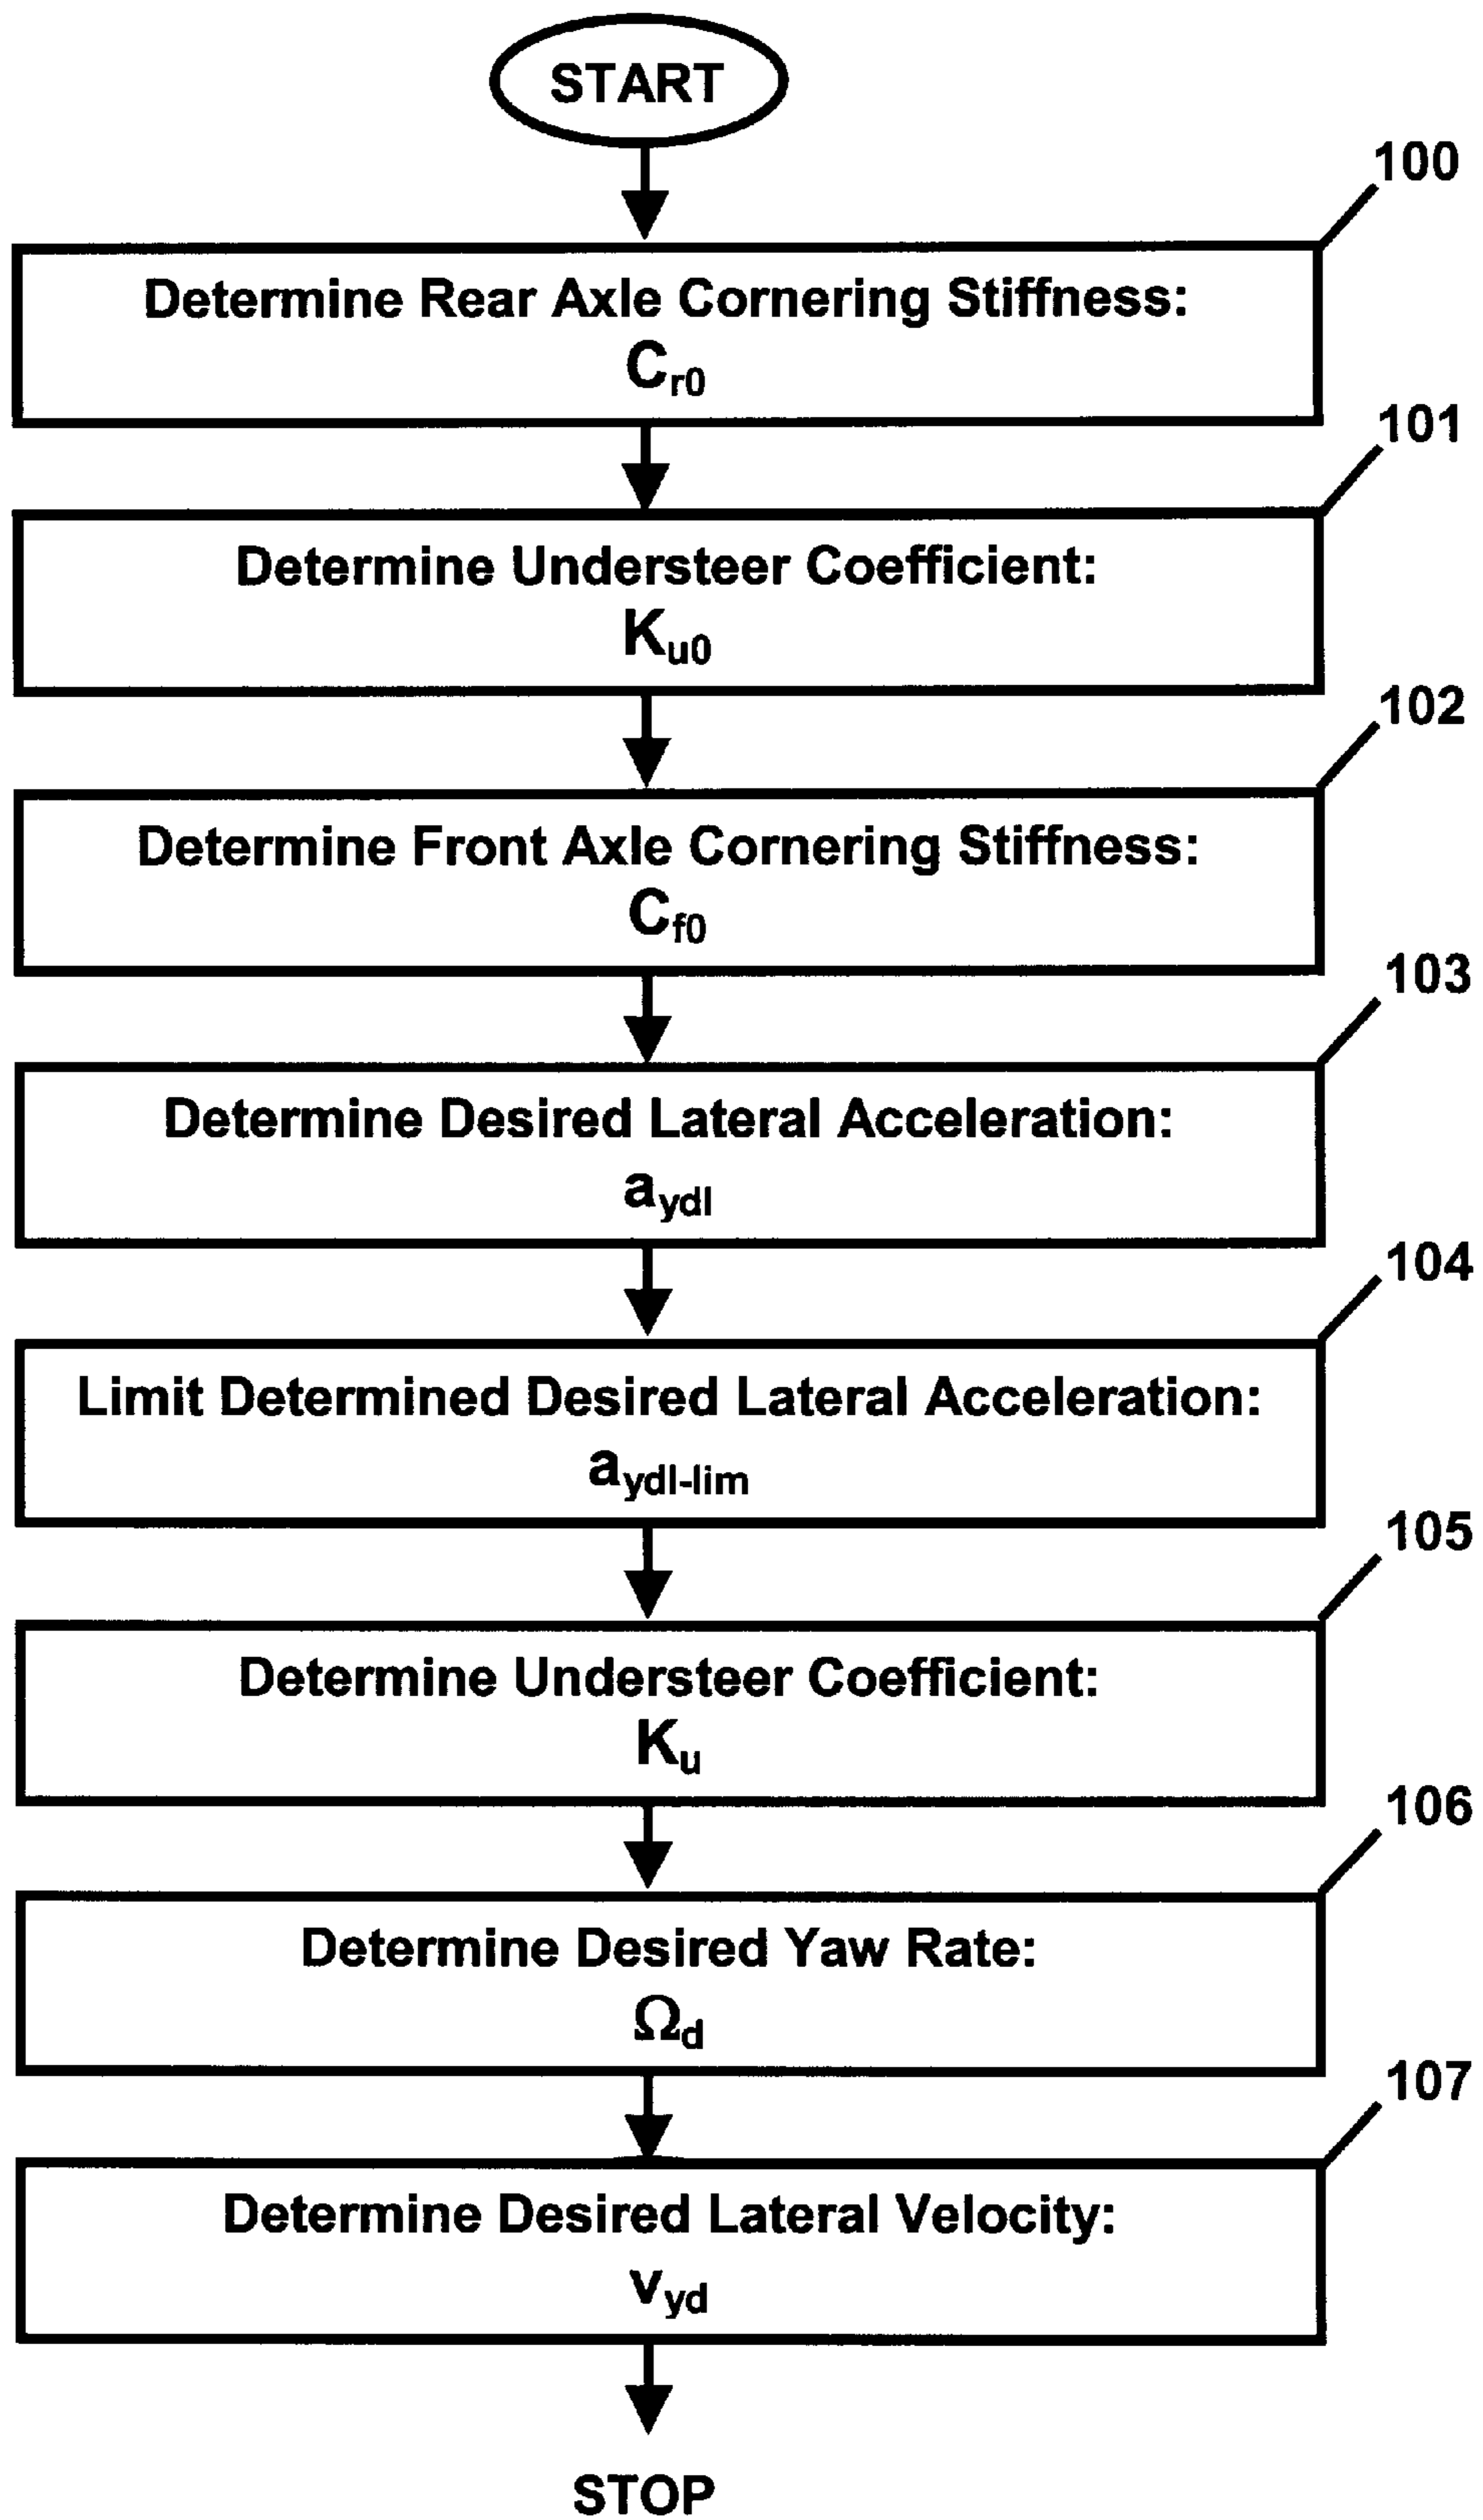 START
100
Determine Rear Axle Cornering Stiffness:
Cr0
101
Determine Understeer Coefficient:
Ku0
102
Determine Front Axle Cornering Stiffness:
Cf0
103
Determine Desired Lateral Acceleration:
aydl
104
Limit Determined Desired Lateral Acceleration:
aydl-lim
105
Determine Understeer Coefficient:
Ku
106
Determine Desired Yaw Rate:
Ωd
107
Determine Desired Lateral Velocity:
vyd
STOP